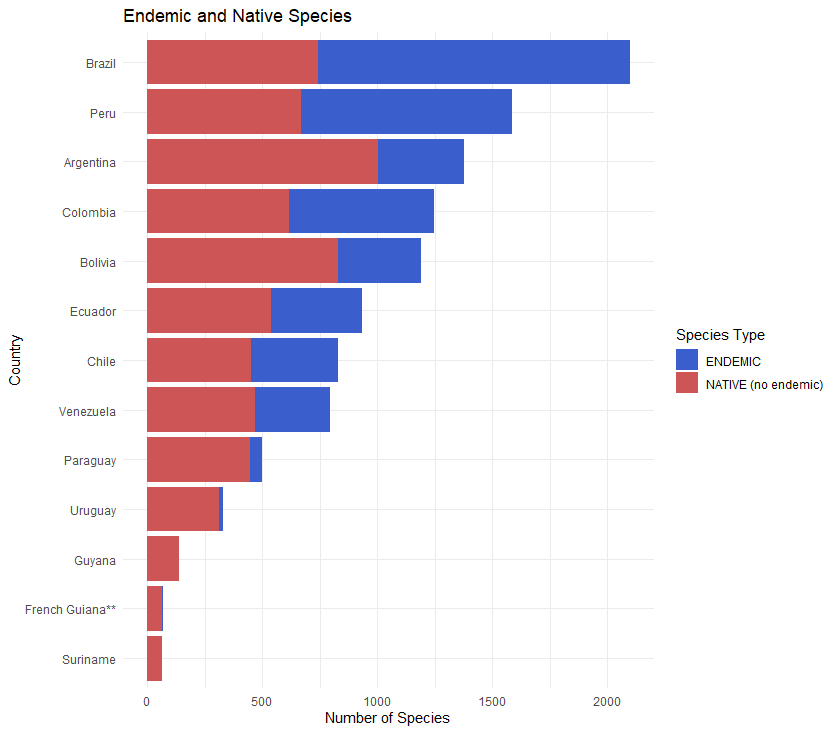 Endemic and Native Species
Country
Brazil
Peru
Argentina
Colombia
Bolivia
Ecuador
Chile
Venezuela
Paraguay
Uruguay
Guyana
French Guiana**
Suriname
0 500 1000 1500 2000
Number of Species
Species Type
ENDEMIC
NATIVE (no endemic)